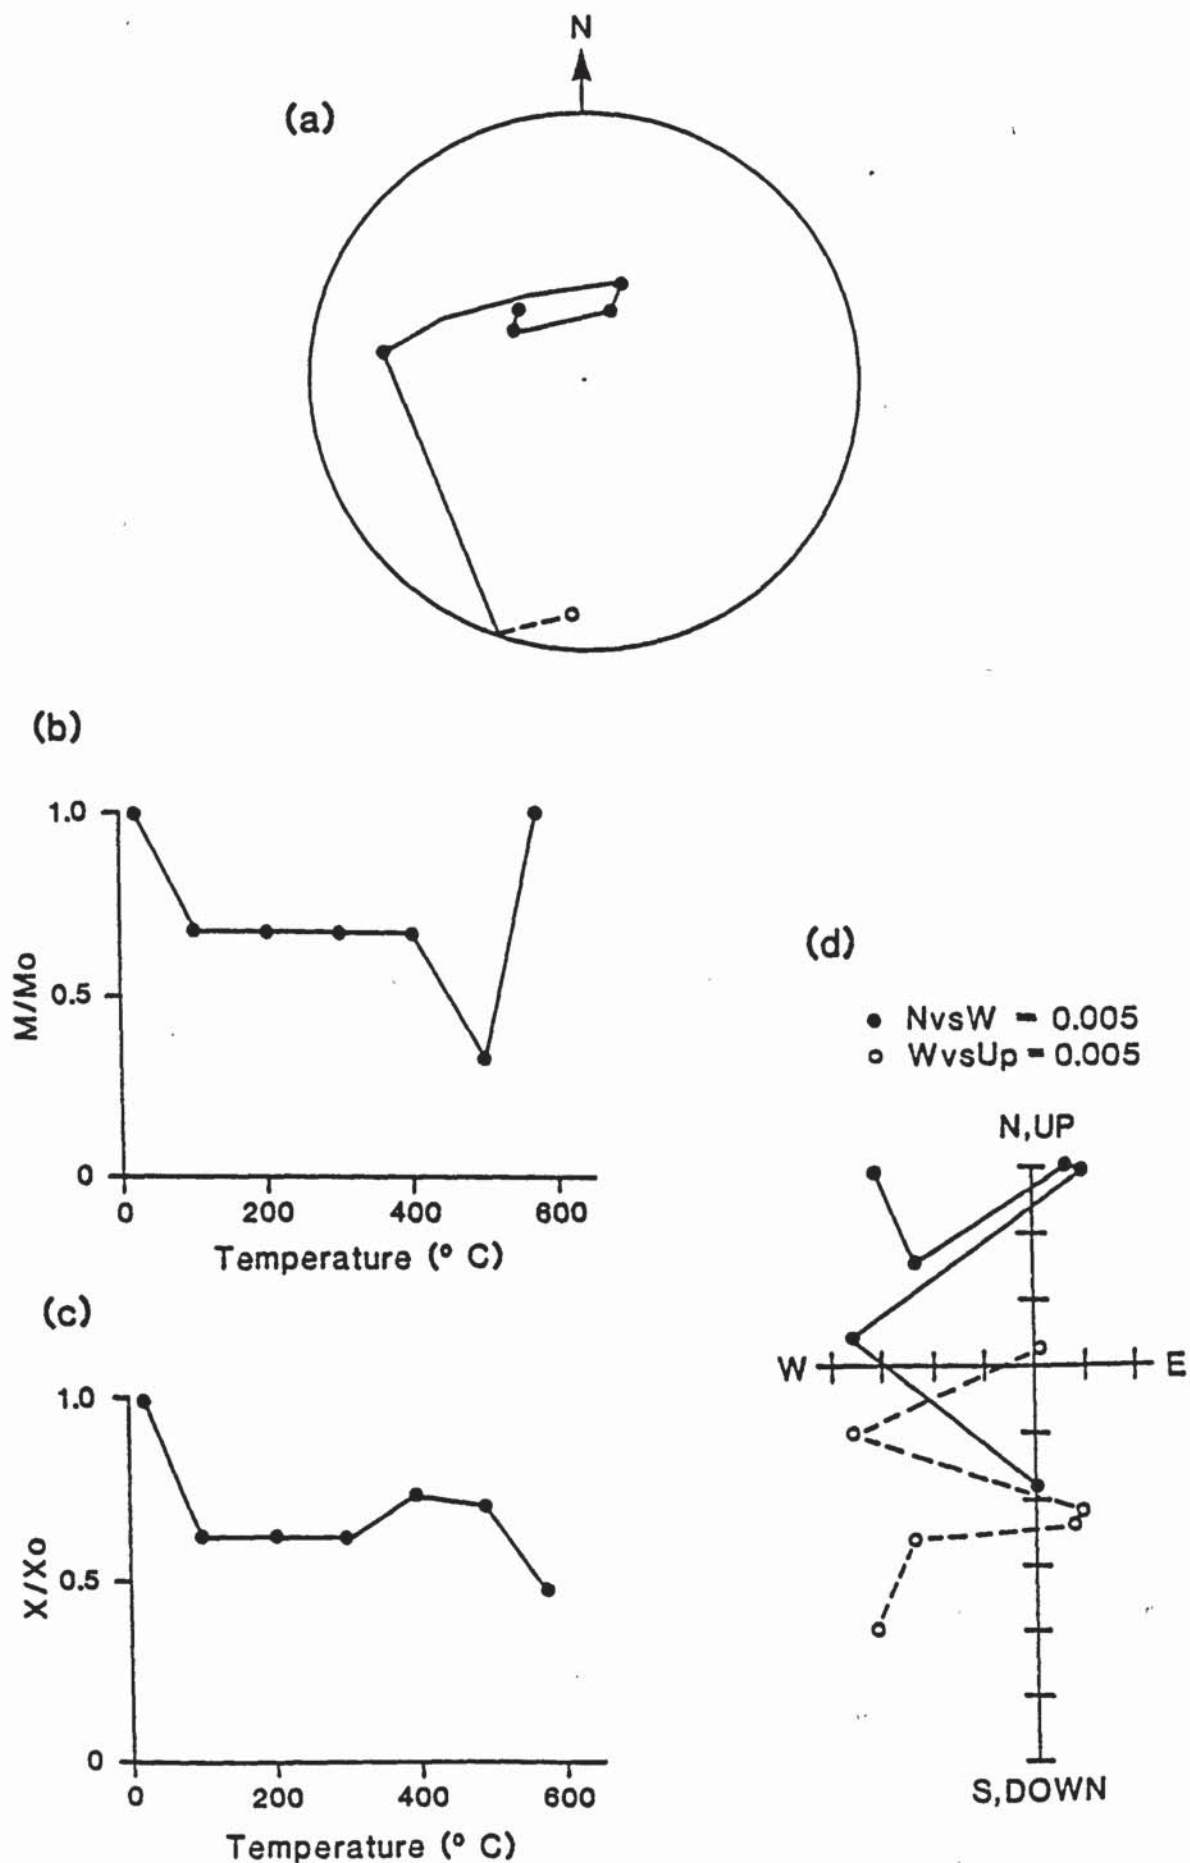 N
(a)
(b)
1.0
0.5
0
M/Mo
0 200 400 600
Temperature (° C)
(c)
1.0
0.5
0
X/Xo
0 200 400 600
Temperature (° C)
(d)
● NvsW – 0.005
○ WvsUp – 0.005
N,UP
W E
S,DOWN